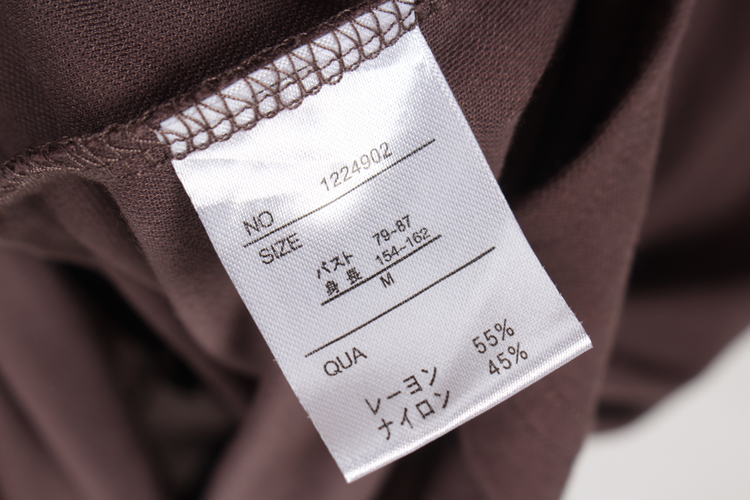 NO 1224902
SIZE
バスト 79-87
身長 154-162
M
QUA
レーヨン 55%
ナイロン 45%